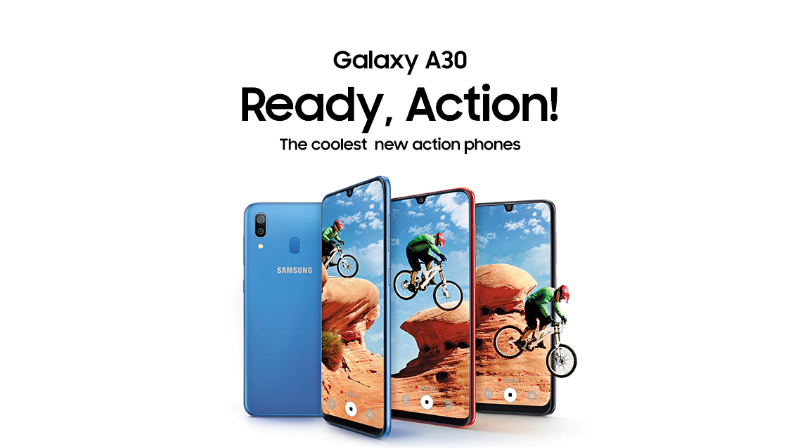 Galaxy A30
Ready, Action!
The coolest new action phones
SAMSUNG